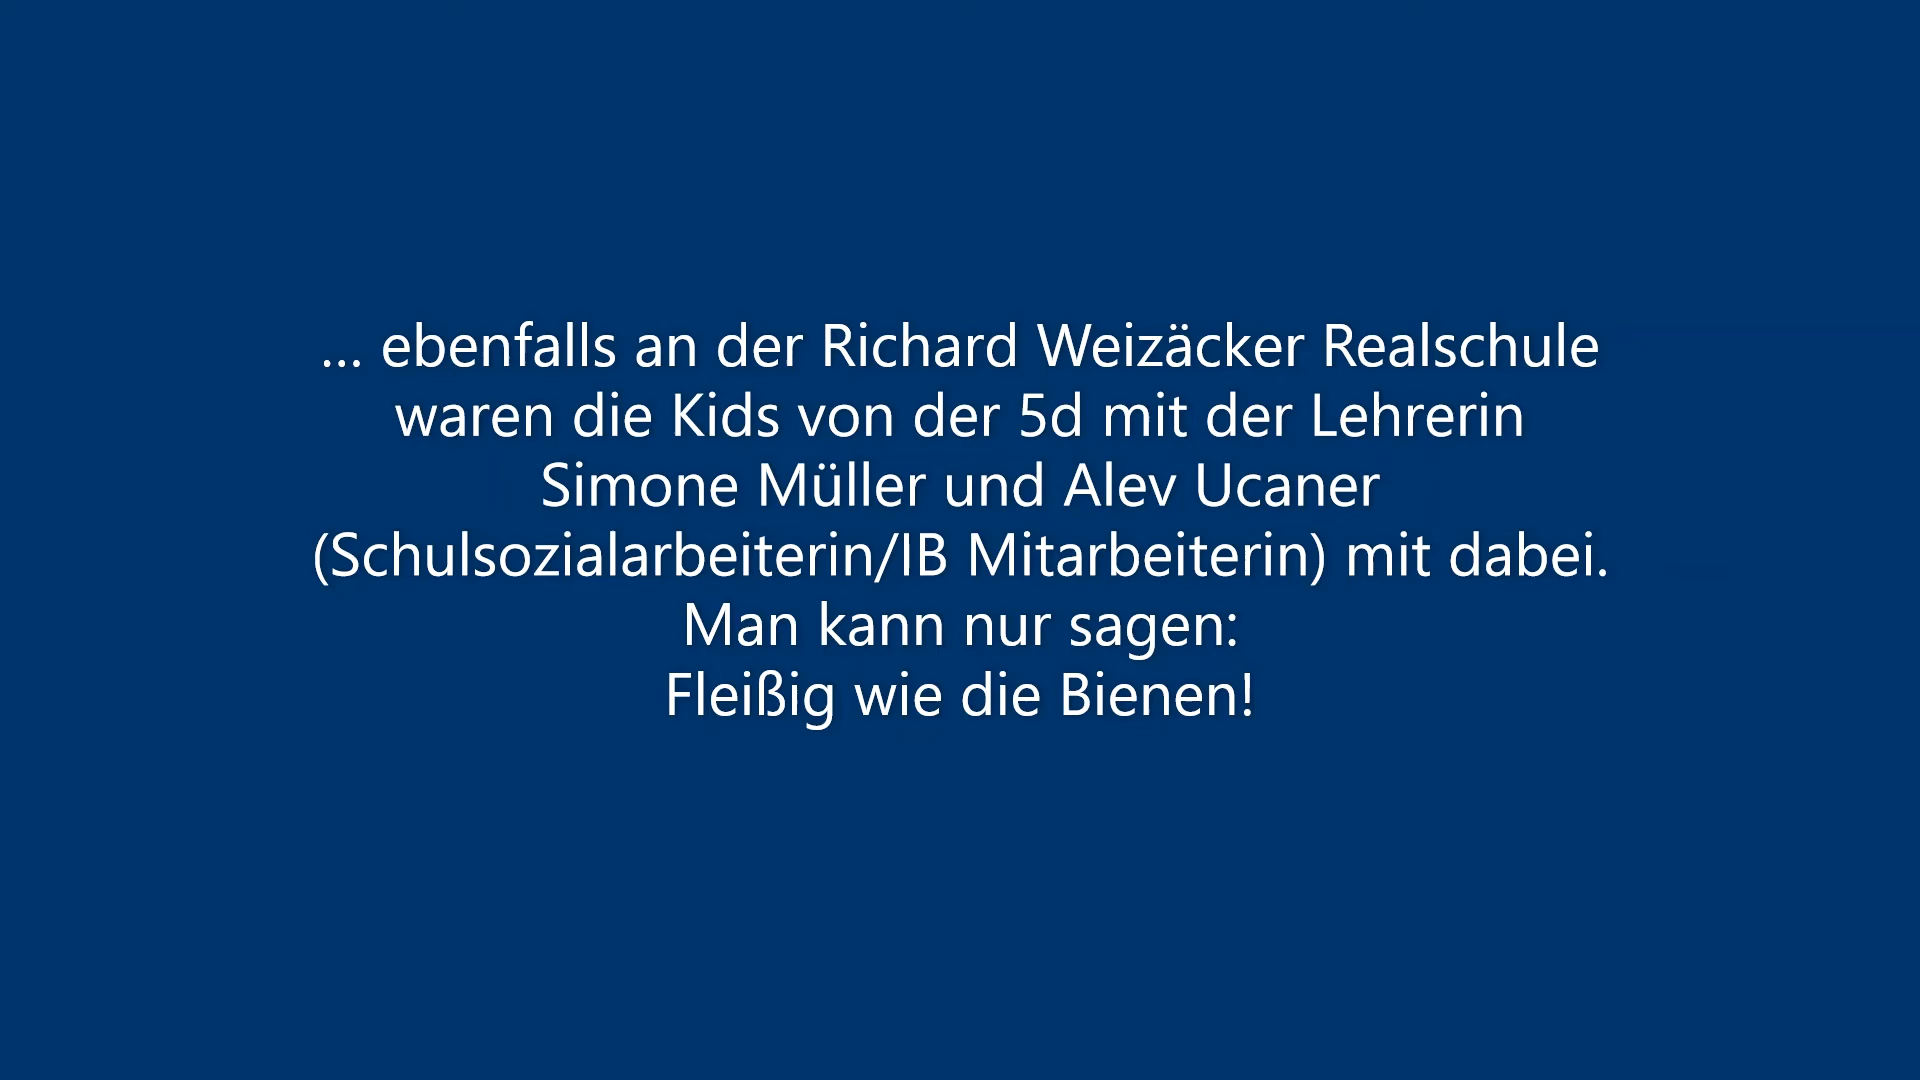 ... ebenfalls an der Richard Weizäcker Realschule
waren die Kids von der 5d mit der Lehrerin
Simone Müller und Alev Ucaner
(Schulsozialarbeiterin/IB Mitarbeiterin) mit dabei.
Man kann nur sagen:
Fleißig wie die Bienen!